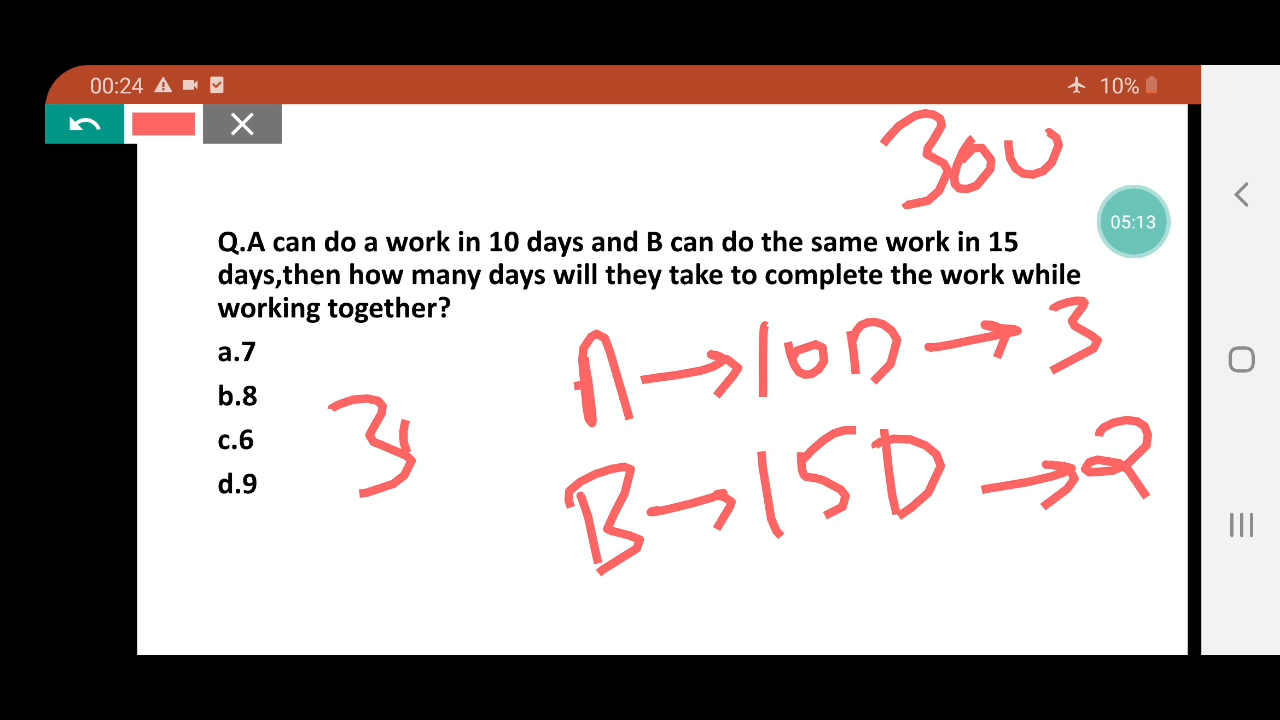 00:24
10%
30U
05:13
Q.A can do a work in 10 days and B can do the same work in 15
days,then how many days will they take to complete the work while
working together?
a.7
b.8
c.6
d.9
A→10D→3
B→15D→2
3